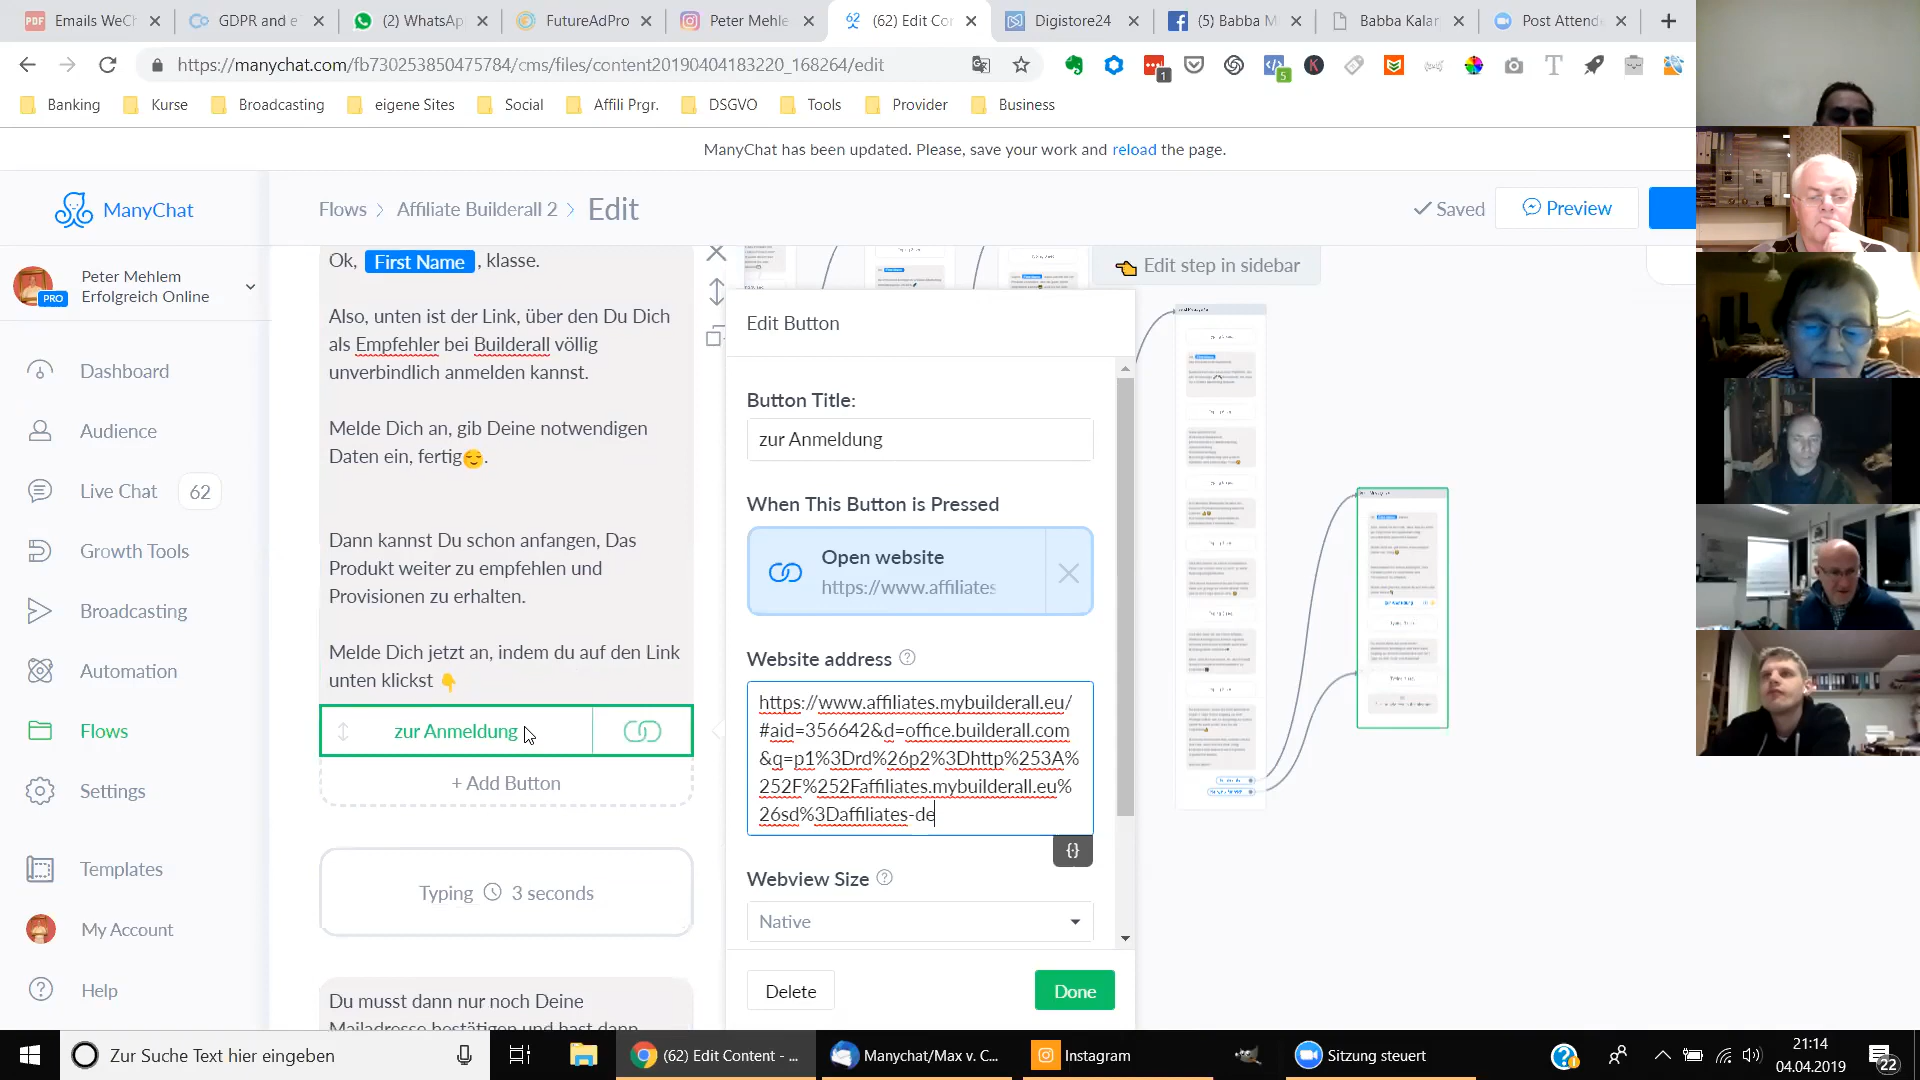 Emails WeCh
GDPR and e
(2) WhatsAp
FutureAdPro
Peter Mehle
(62) Edit Cor
Digistore24
(5) Babba M
Babba Kalar
Post Attende
https://manychat.com/fb730253850475784/cms/files/content20190404183220_168264/edit
Banking
Kurse
Broadcasting
eigene Sites
Social
Affili Prgr.
DSGVO
Tools
Provider
Business
ManyChat has been updated. Please, save your work and reload the page.
ManyChat
Flows > Affiliate Builderall 2 > Edit
Saved
Preview
Peter Mehlem
Erfolgreich Online
PRO
Dashboard
Audience
Live Chat 62
Growth Tools
Broadcasting
Automation
Flows
Settings
Templates
My Account
Help
Ok, First Name , klasse.
Also, unten ist der Link, über den Du Dich
als Empfehler bei Builderall völlig
unverbindlich anmelden kannst.
Melde Dich an, gib Deine notwendigen
Daten ein, fertig😌.
Dann kannst Du schon anfangen, Das
Produkt weiter zu empfehlen und
Provisionen zu erhalten.
Melde Dich jetzt an, indem du auf den Link
unten klickst 👇
zur Anmeldung
+ Add Button
Typing 3 seconds
Du musst dann nur noch Deine
Mailadresse bestätigen und hast dann
👈 Edit step in sidebar
Edit Button
Button Title:
zur Anmeldung
When This Button is Pressed
Open website
https://www.affiliates
Website address
https://www.affiliates.mybuilderall.eu/
#aid=356642&d=office.builderall.com
&q=p1%3Drd%26p2%3Dhttp%253A%
252F%252Faffiliates.mybuilderall.eu%
26sd%3Daffiliates-de
Webview Size
Native
Delete
Done
Zur Suche Text hier eingeben
(62) Edit Content - ...
Manychat/Max v. C...
Instagram
Sitzung steuert
21:14
04.04.2019
22